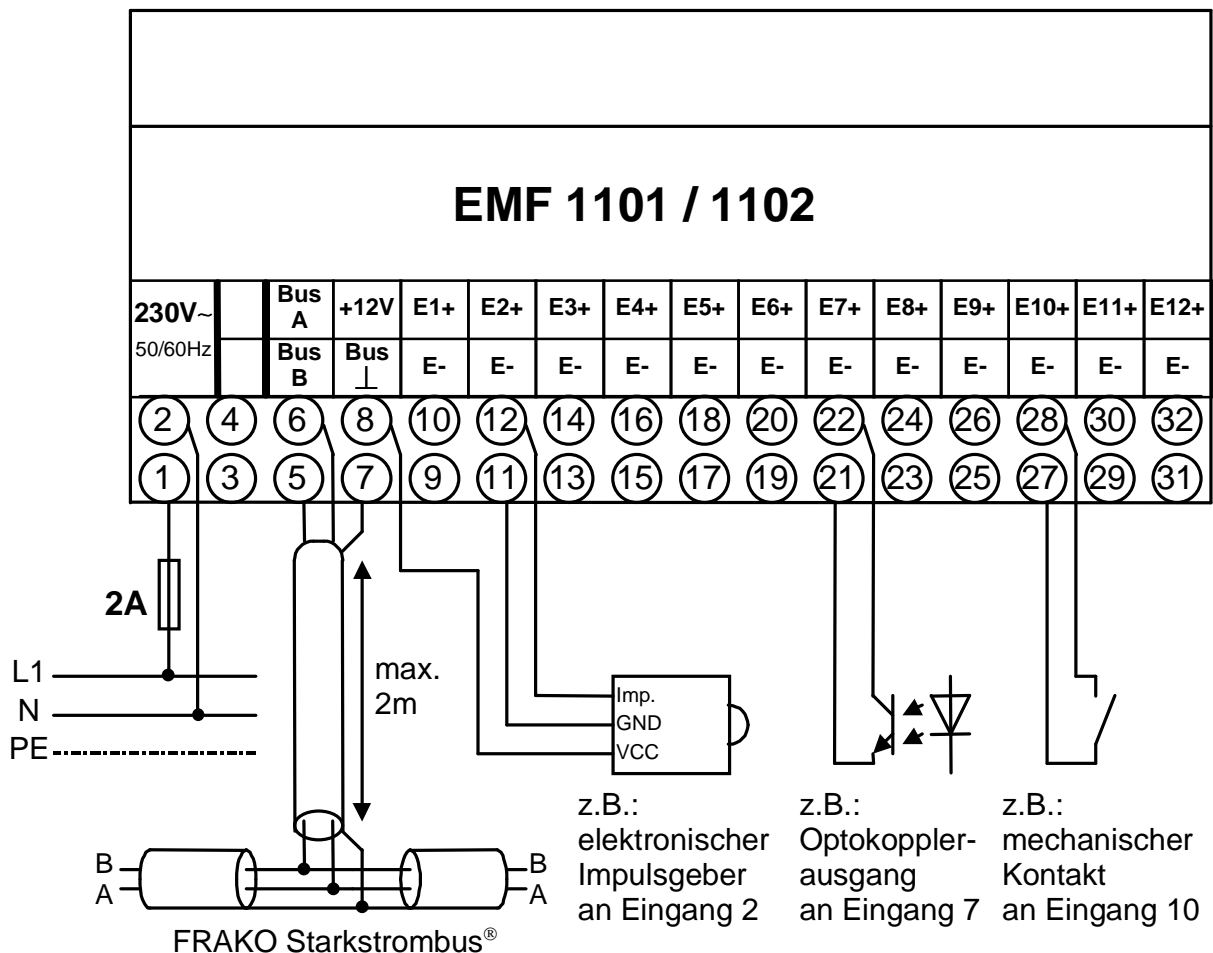 EMF 1101 / 1102
230V~
50/60Hz
Bus A +12V E1+ E2+ E3+ E4+ E5+ E6+ E7+ E8+ E9+ E10+ E11+ E12+
Bus B Bus ⊥ E- E- E- E- E- E- E- E- E- E- E- E-
2 4 6 8 10 12 14 16 18 20 22 24 26 28 30 32
1 3 5 7 9 11 13 15 17 19 21 23 25 27 29 31
2A
L1
N
PE
max.
2m
Imp.
GND
VCC
z.B.:
elektronischer
Impulsgeber
an Eingang 2
z.B.:
Optokoppler-
ausgang
an Eingang 7
z.B.:
mechanischer
Kontakt
an Eingang 10
B B
A A
FRAKO Starkstrombus®